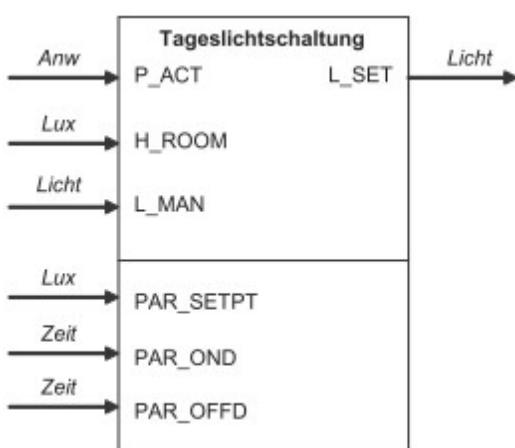 Tageslichtschaltung
Anw
P_ACT
L_SET
Licht
Lux
H_ROOM
Licht
L_MAN
Lux
PAR_SETPT
Zeit
PAR_OND
Zeit
PAR_OFFD